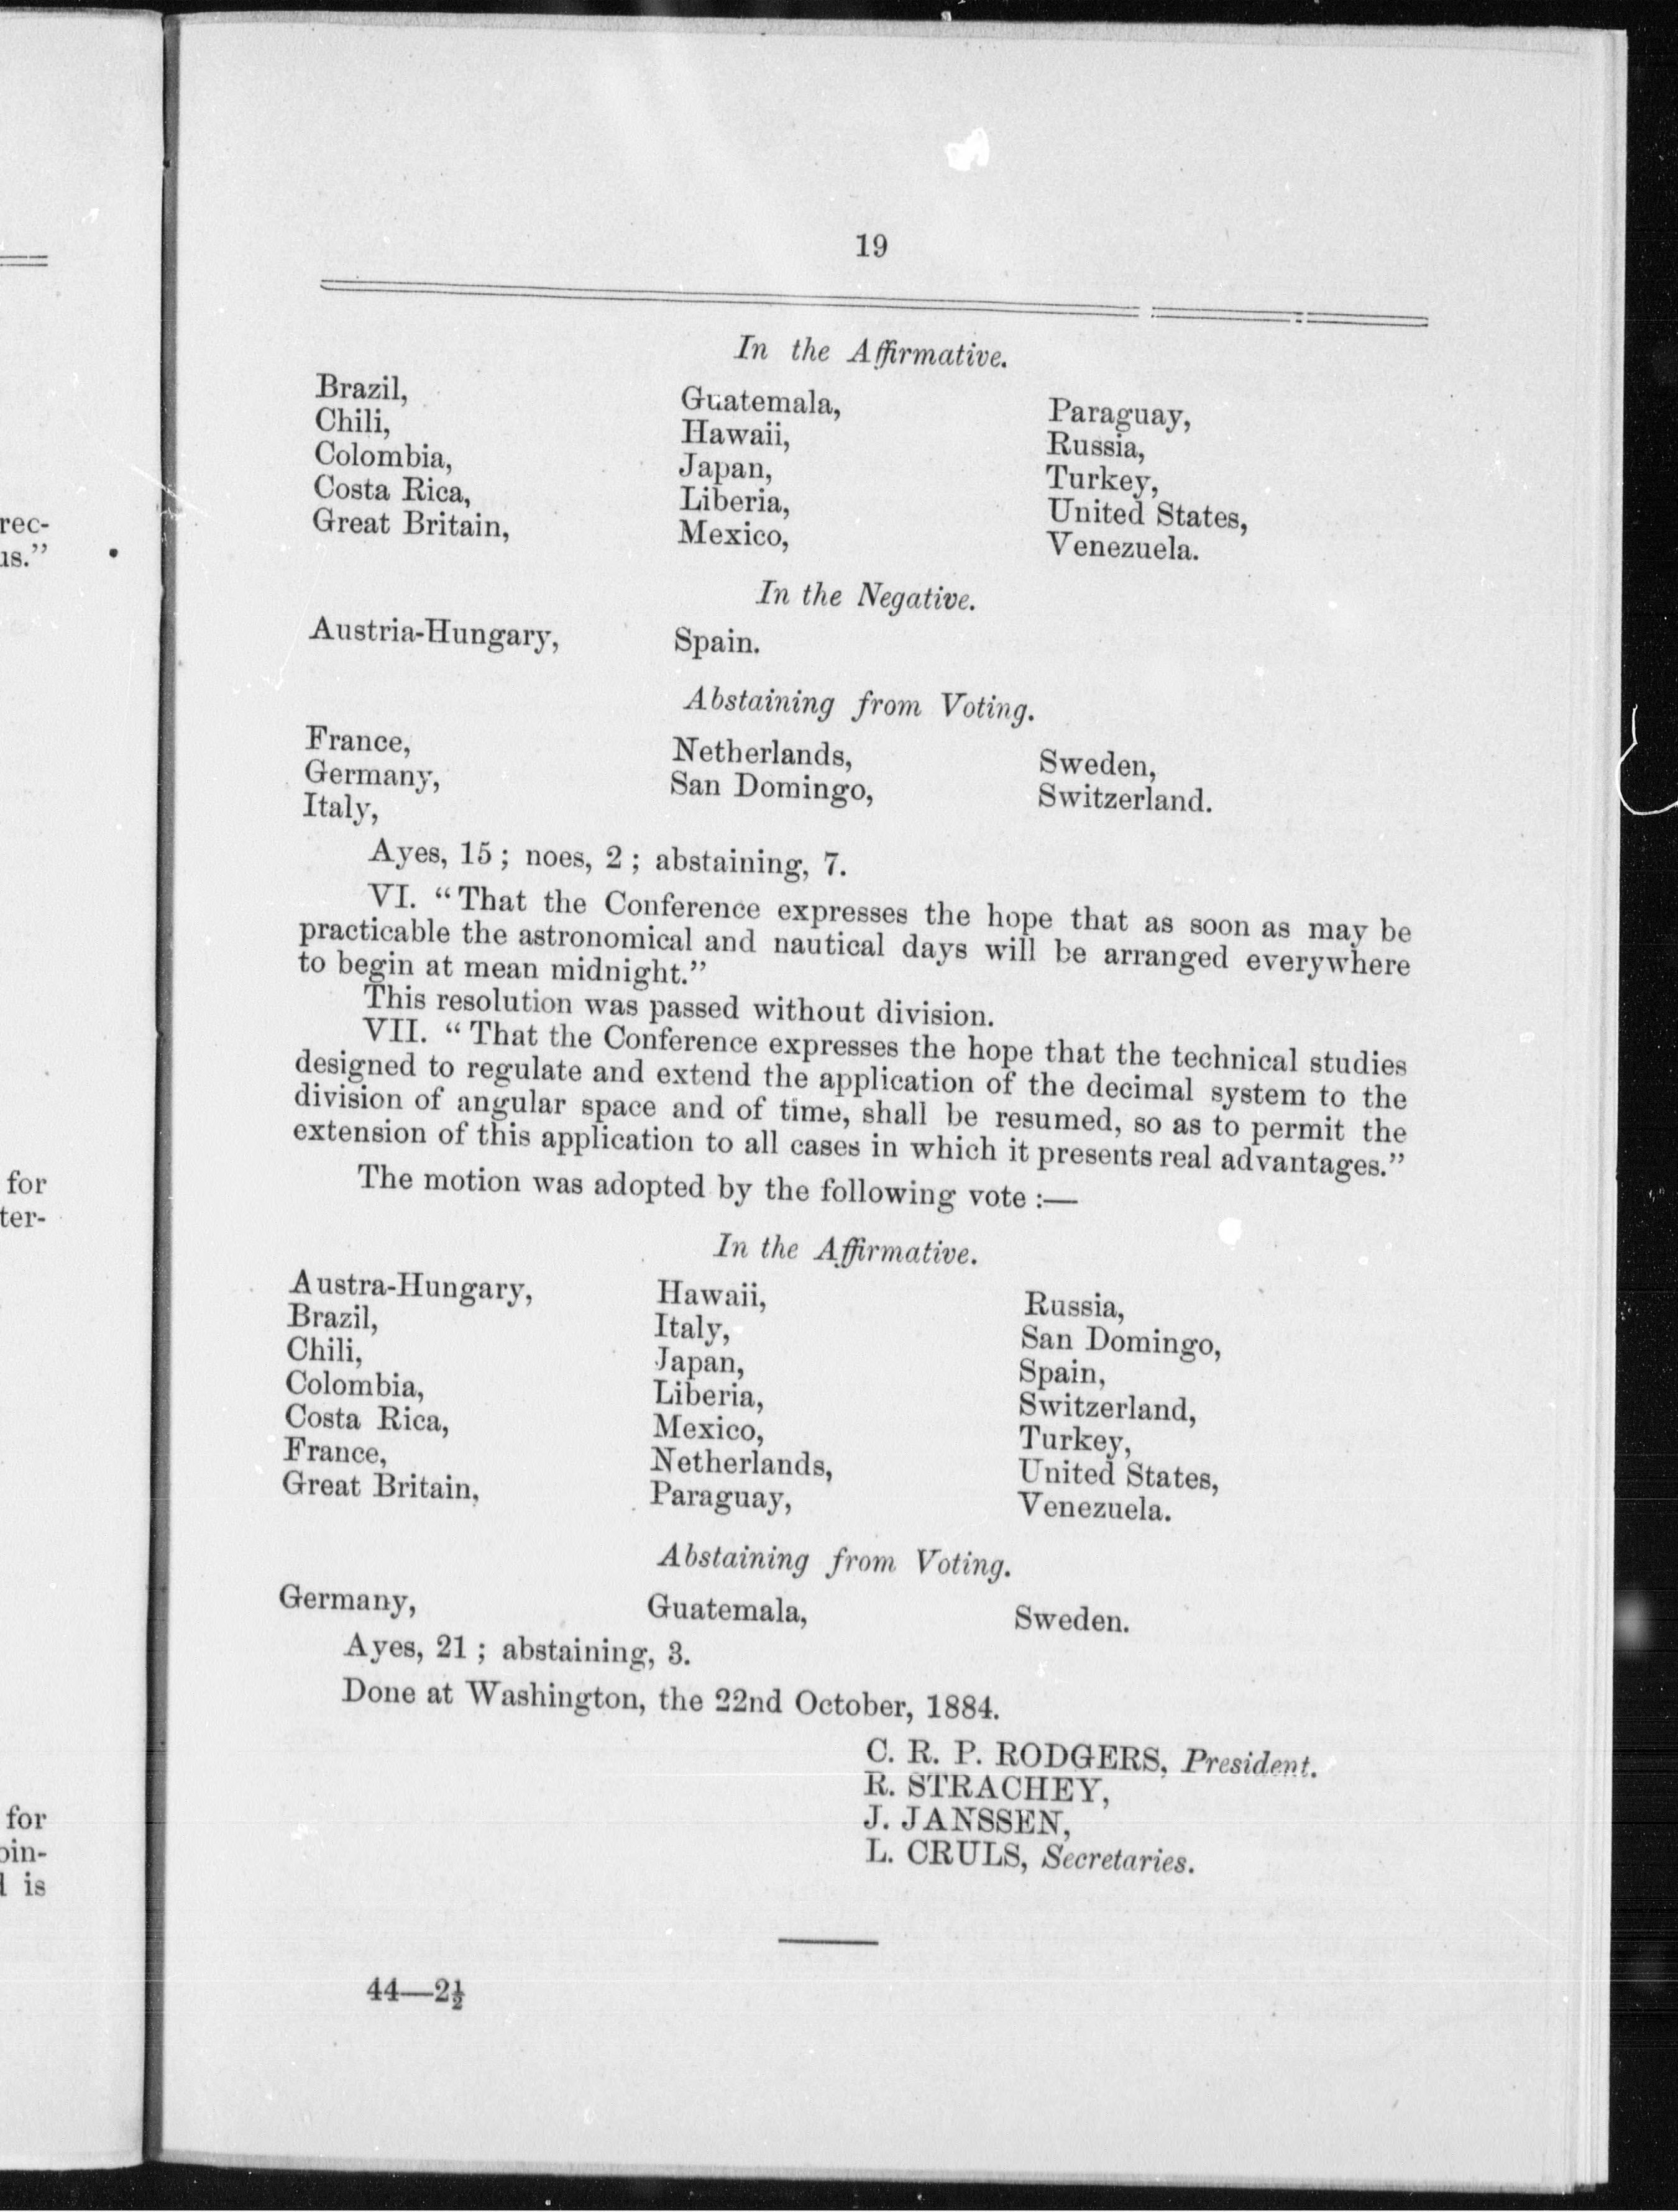 19
In the Affirmative.
Brazil, Guatemala, Paraguay,
Chili, Hawaii, Russia,
Colombia, Japan, Turkey,
Costa Rica, Liberia, United States,
Great Britain, Mexico, Venezuela.
In the Negative.
Austria-Hungary, Spain.
Abstaining from Voting.
France, Netherlands, Sweden,
Germany, San Domingo, Switzerland.
Italy,
Ayes, 15 ; noes, 2 ; abstaining, 7.
VI. “That the Conference expresses the hope that as soon as may be
practicable the astronomical and nautical days will be arranged everywhere
to begin at mean midnight.”
This resolution was passed without division.
VII. “That the Conference expresses the hope that the technical studies
designed to regulate and extend the application of the decimal system to the
division of angular space and of time, shall be resumed, so as to permit the
extension of this application to all cases in which it presents real advantages.”
The motion was adopted by the following vote :—
In the Affirmative.
Austra-Hungary, Hawaii, Russia,
Brazil, Italy, San Domingo,
Chili, Japan, Spain,
Colombia, Liberia, Switzerland,
Costa Rica, Mexico, Turkey,
France, Netherlands, United States,
Great Britain, Paraguay, Venezuela.
Abstaining from Voting.
Germany, Guatemala, Sweden.
Ayes, 21 ; abstaining, 3.
Done at Washington, the 22nd October, 1884.
C. R. P. RODGERS, President.
R. STRACHEY,
J. JANSSEN,
L. CRULS, Secretaries.
44—2½